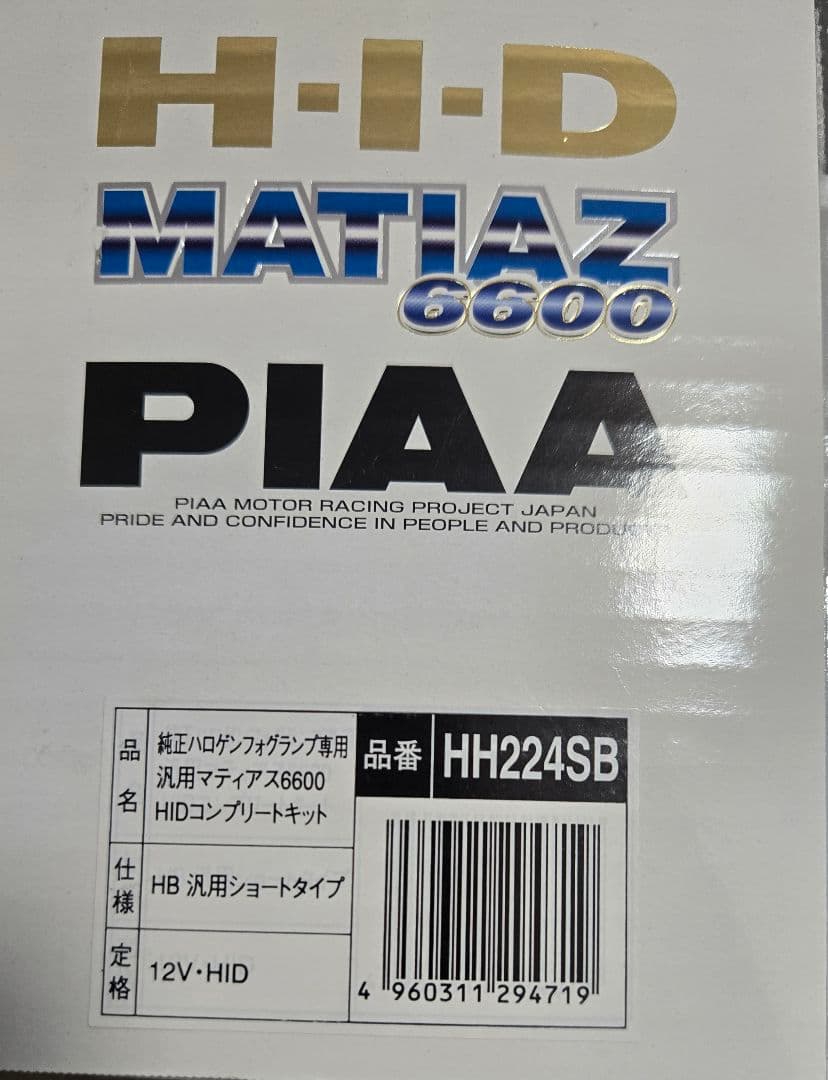 H·I·D
MATIAZ
6600
PIAA
PIAA MOTOR RACING PROJECT JAPAN
PRIDE AND CONFIDENCE IN PEOPLE AND PRODUCTS
品名
純正ハロゲンフォグランプ専用
汎用マティアス6600
HIDコンプリートキット
品番 HH224SB
仕様
HB 汎用ショートタイプ
定格
12V・HID
4 960311 294719